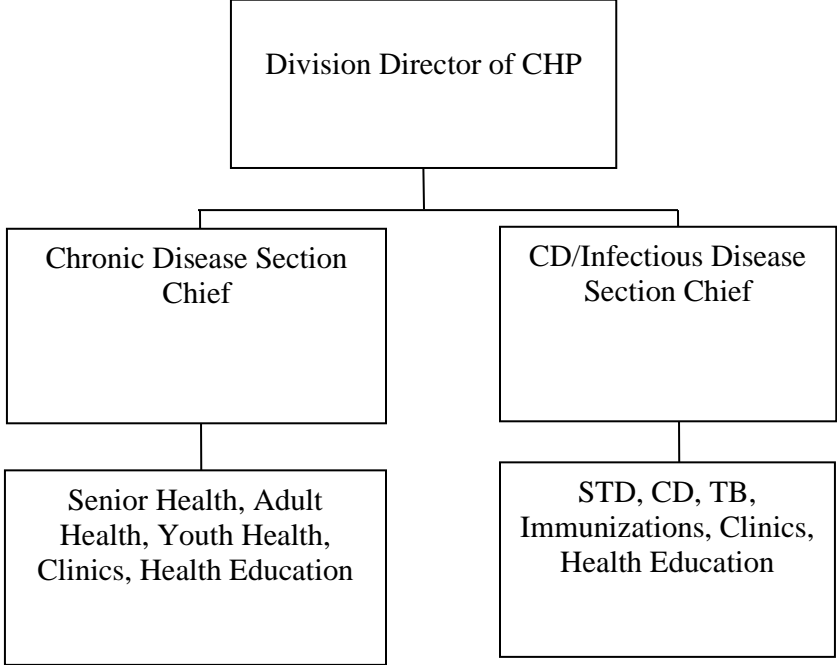 Division Director of CHP
Chronic Disease Section
Chief
CD/Infectious Disease
Section Chief
Senior Health, Adult
Health, Youth Health,
Clinics, Health Education
STD, CD, TB,
Immunizations, Clinics,
Health Education